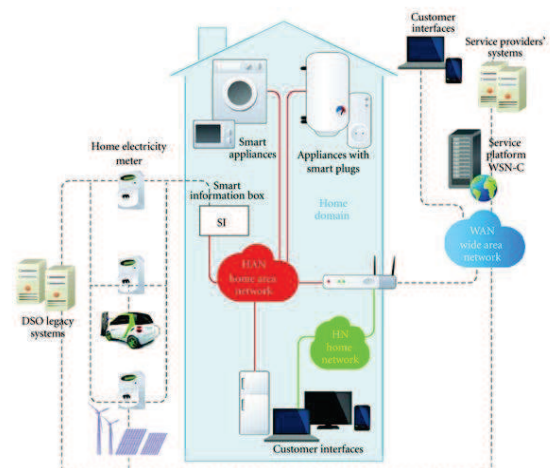 Customer
interfaces
Service providers'
systems
Smart
appliances
Appliances with
smart plugs
Home electricity
meter
Service
platform
WSN-C
Smart
information box
SI
Home
domain
WAN
wide area
network
HAN
home area
network
DSO legacy
systems
HN
home
network
Customer interfaces